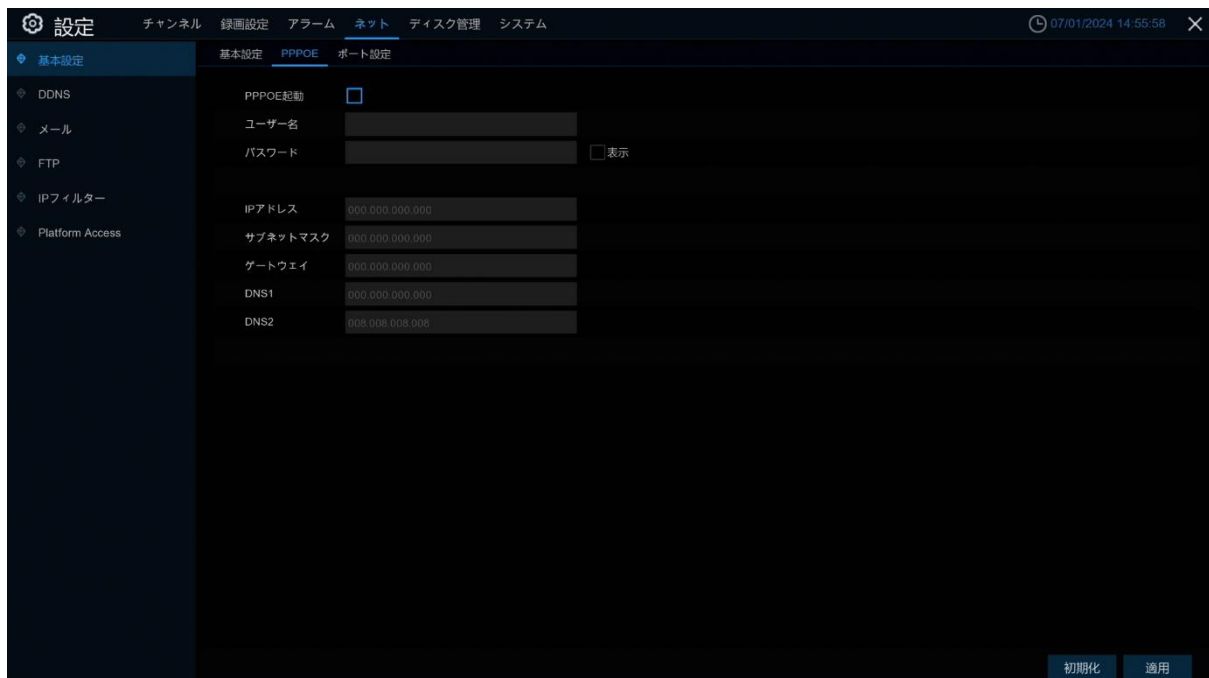 設定 チャンネル 録画設定 アラーム ネット ディスク管理 システム 07/01/2024 14:55:58
基本設定 基本設定 PPPOE ポート設定
DDNS PPPOE起動
メール ユーザー名
パスワード 表示
FTP
IPフィルター IPアドレス 000.000.000.000
Platform Access サブネットマスク 000.000.000.000
ゲートウェイ 000.000.000.000
DNS1 000.000.000.000
DNS2 008.008.008.008
初期化 適用